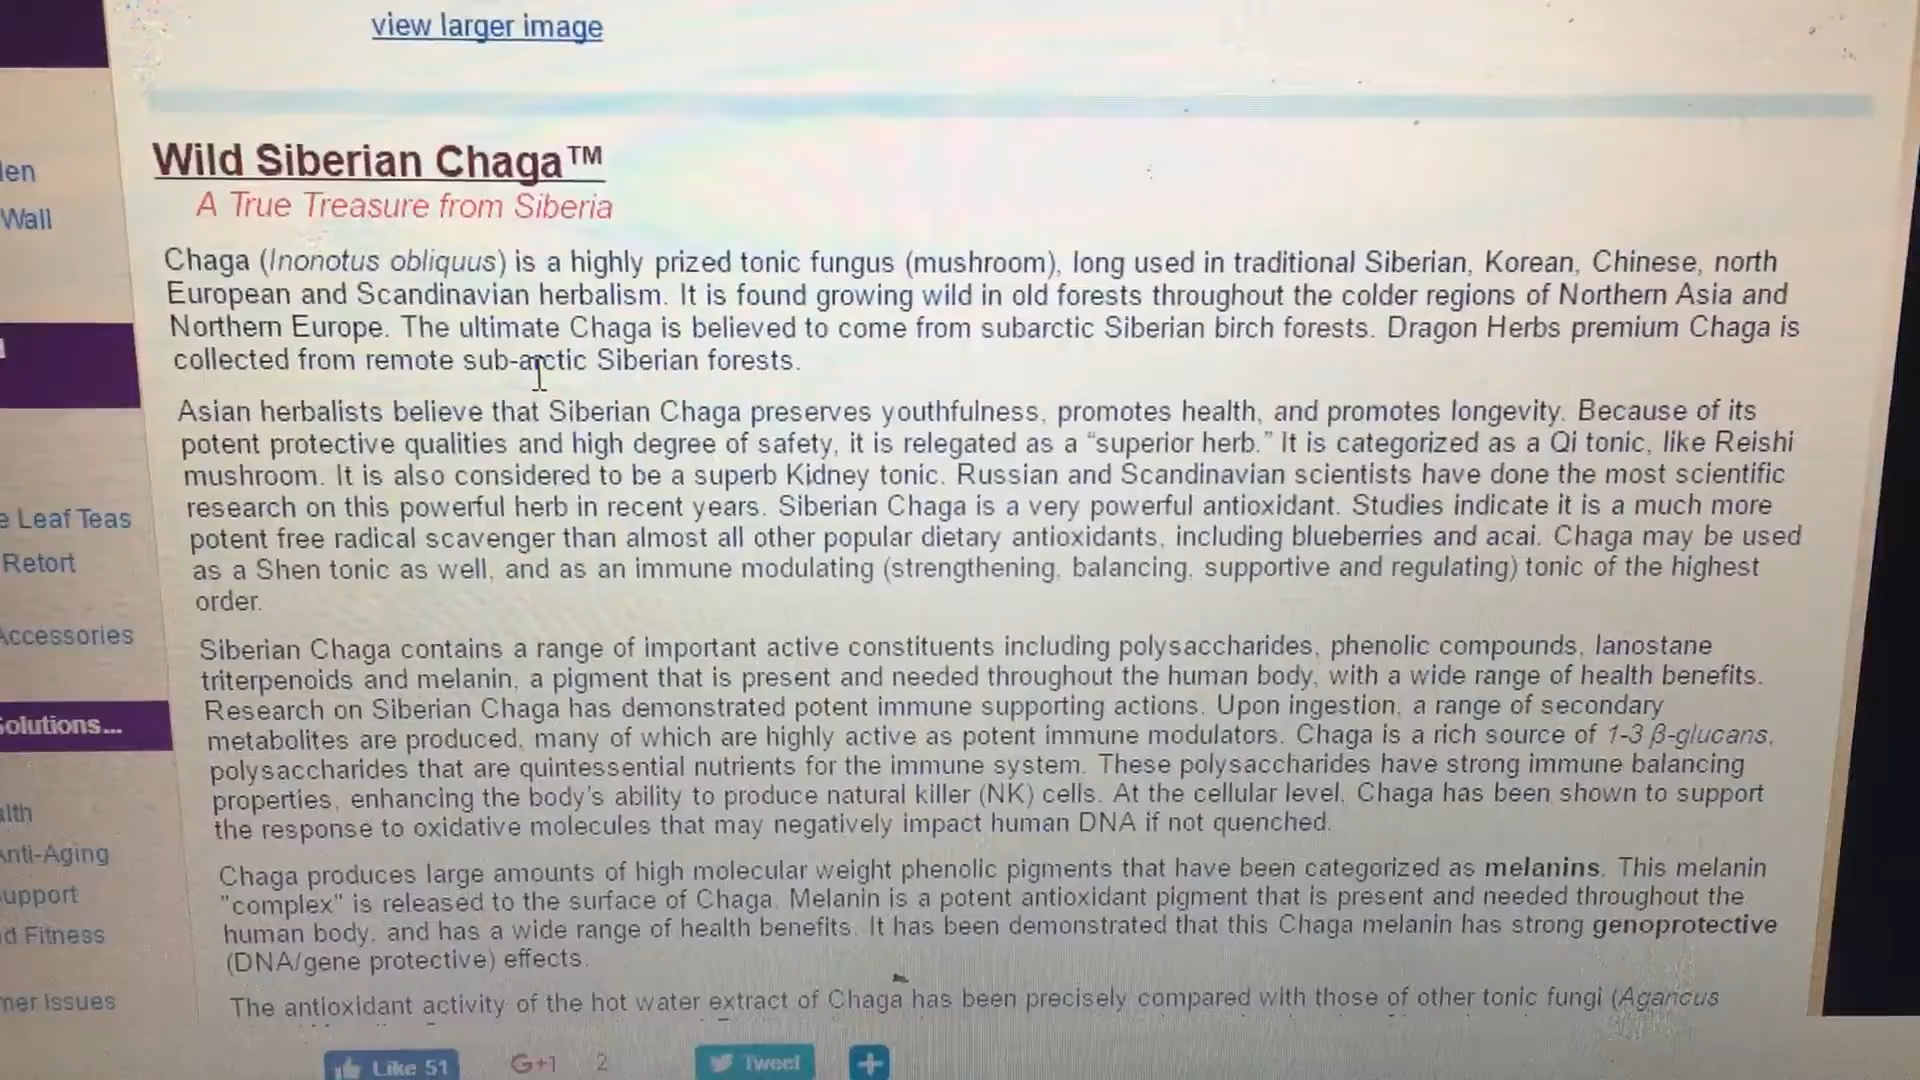 view larger image
Wild Siberian Chaga™
A True Treasure from Siberia
Chaga (Inonotus obliquus) is a highly prized tonic fungus (mushroom), long used in traditional Siberian, Korean, Chinese, north
European and Scandinavian herbalism. It is found growing wild in old forests throughout the colder regions of Northern Asia and
Northern Europe. The ultimate Chaga is believed to come from subarctic Siberian birch forests. Dragon Herbs premium Chaga is
collected from remote sub-arctic Siberian forests.
Asian herbalists believe that Siberian Chaga preserves youthfulness, promotes health, and promotes longevity. Because of its
potent protective qualities and high degree of safety, it is relegated as a “superior herb.” It is categorized as a Qi tonic, like Reishi
mushroom. It is also considered to be a superb Kidney tonic. Russian and Scandinavian scientists have done the most scientific
research on this powerful herb in recent years. Siberian Chaga is a very powerful antioxidant. Studies indicate it is a much more
potent free radical scavenger than almost all other popular dietary antioxidants, including blueberries and acai. Chaga may be used
as a Shen tonic as well, and as an immune modulating (strengthening, balancing, supportive and regulating) tonic of the highest
order.
Siberian Chaga contains a range of important active constituents including polysaccharides, phenolic compounds, lanostane
triterpenoids and melanin, a pigment that is present and needed throughout the human body, with a wide range of health benefits.
Research on Siberian Chaga has demonstrated potent immune supporting actions. Upon ingestion, a range of secondary
metabolites are produced, many of which are highly active as potent immune modulators. Chaga is a rich source of 1-3 β-glucans,
polysaccharides that are quintessential nutrients for the immune system. These polysaccharides have strong immune balancing
properties, enhancing the body's ability to produce natural killer (NK) cells. At the cellular level, Chaga has been shown to support
the response to oxidative molecules that may negatively impact human DNA if not quenched.
Chaga produces large amounts of high molecular weight phenolic pigments that have been categorized as melanins. This melanin
"complex" is released to the surface of Chaga. Melanin is a potent antioxidant pigment that is present and needed throughout the
human body, and has a wide range of health benefits. It has been demonstrated that this Chaga melanin has strong genoprotective
(DNA/gene protective) effects.
The antioxidant activity of the hot water extract of Chaga has been precisely compared with those of other tonic fungi (Agaricus
len
Wall
e Leaf Teas
Retort
Accessories
Solutions...
alth
Anti-Aging
upport
d Fitness
mer Issues
Like 51
G+1 2
Tweet